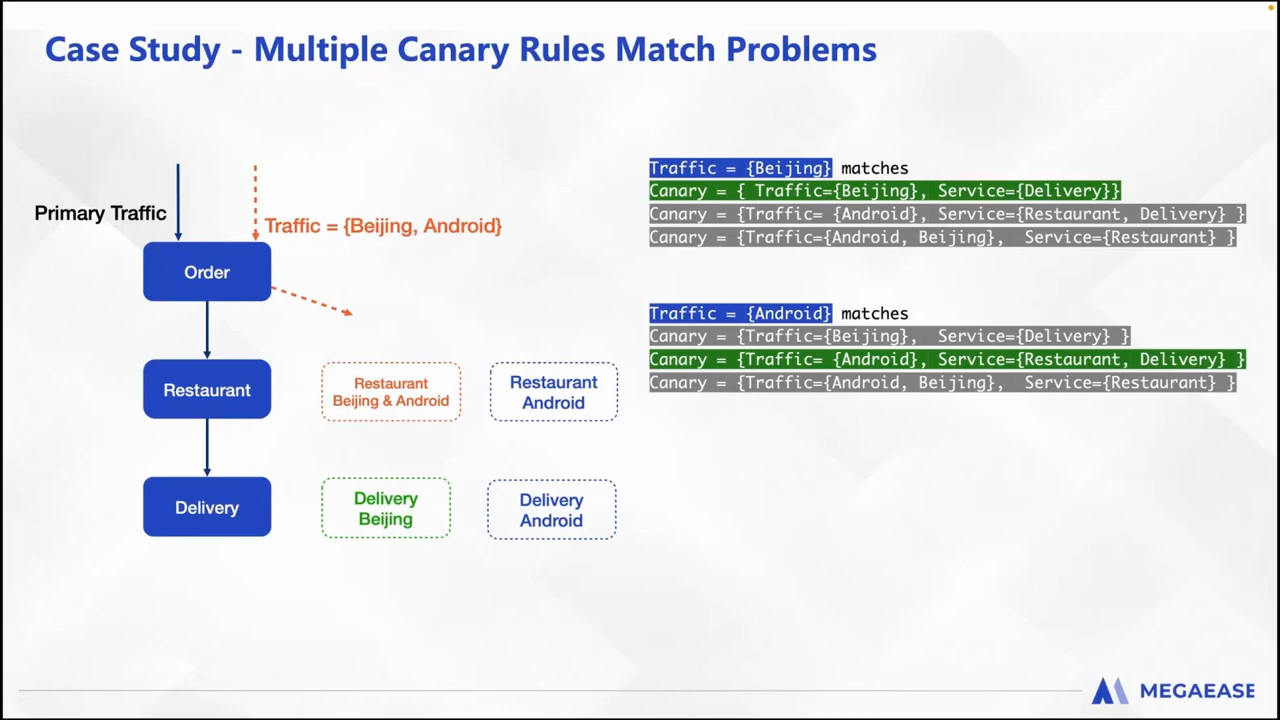 Case Study - Multiple Canary Rules Match Problems
Primary Traffic
Traffic = {Beijing, Android}
Order
Restaurant
Restaurant
Beijing & Android
Restaurant
Android
Delivery
Delivery
Beijing
Delivery
Android
Traffic = {Beijing} matches
Canary = { Traffic={Beijing}, Service={Delivery}}
Canary = {Traffic= {Android}, Service={Restaurant, Delivery} }
Canary = {Traffic={Android, Beijing},  Service={Restaurant} }
Traffic = {Android} matches
Canary = {Traffic={Beijing},  Service={Delivery} }
Canary = {Traffic= {Android}, Service={Restaurant, Delivery} }
Canary = {Traffic={Android, Beijing},  Service={Restaurant} }
MEGAEASE